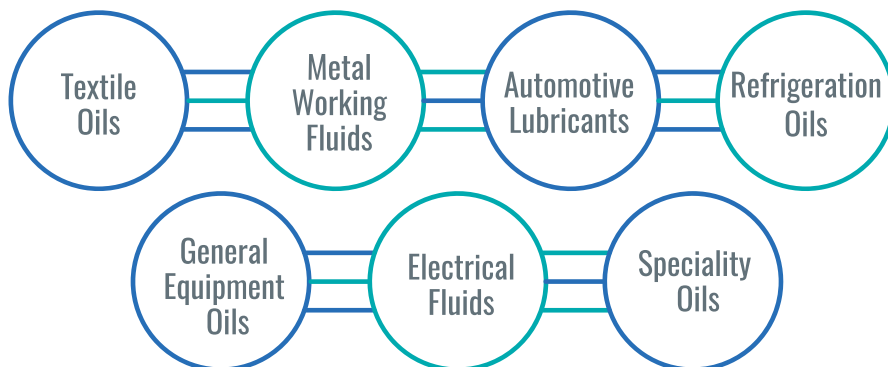 Textile
Oils
Metal
Working
Fluids
Automotive
Lubricants
Refrigeration
Oils
General
Equipment
Oils
Electrical
Fluids
Speciality
Oils